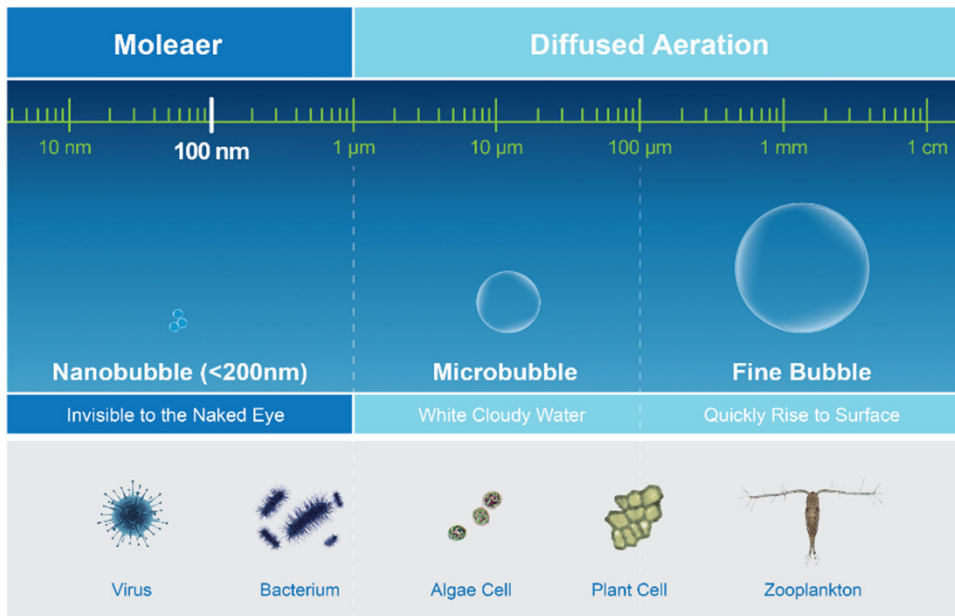 Moleaer
Diffused Aeration
10 nm
100 nm
1 µm
10 µm
100 µm
1 mm
1 cm
Nanobubble (<200nm)
Microbubble
Fine Bubble
Invisible to the Naked Eye
White Cloudy Water
Quickly Rise to Surface
Virus
Bacterium
Algae Cell
Plant Cell
Zooplankton